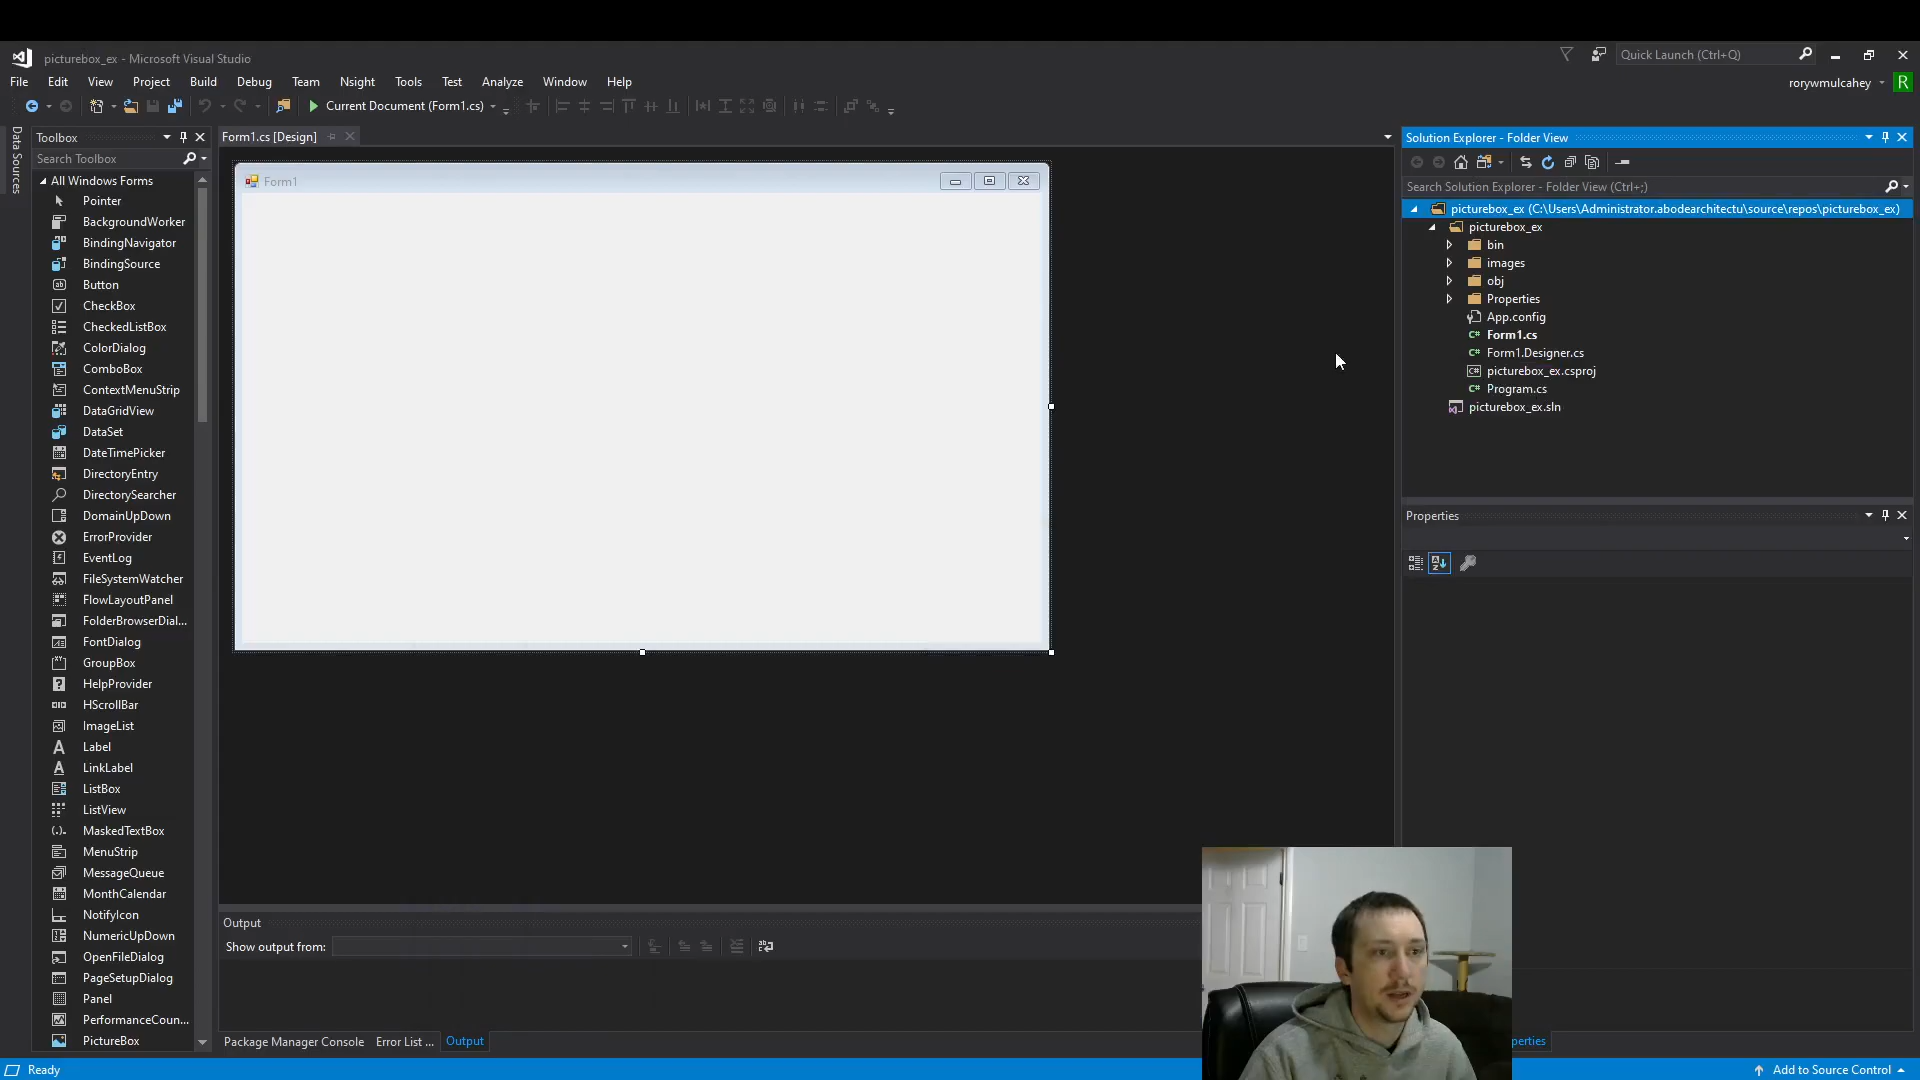 picturebox_ex - Microsoft Visual Studio
Quick Launch (Ctrl+Q)
File Edit View Project Build Debug Team Nsight Tools Test Analyze Window Help
rorywmulcahey R
Current Document (Form1.cs)
Data Sources
Toolbox
Search Toolbox
All Windows Forms
Pointer
BackgroundWorker
BindingNavigator
BindingSource
Button
CheckBox
CheckedListBox
ColorDialog
ComboBox
ContextMenuStrip
DataGridView
DataSet
DateTimePicker
DirectoryEntry
DirectorySearcher
DomainUpDown
ErrorProvider
EventLog
FileSystemWatcher
FlowLayoutPanel
FolderBrowserDial...
FontDialog
GroupBox
HelpProvider
HScrollBar
ImageList
Label
LinkLabel
ListBox
ListView
MaskedTextBox
MenuStrip
MessageQueue
MonthCalendar
NotifyIcon
NumericUpDown
OpenFileDialog
PageSetupDialog
Panel
PerformanceCoun...
PictureBox
Form1.cs [Design]
Form1
Output
Show output from:
Package Manager Console Error List ... Output
Solution Explorer - Folder View
Search Solution Explorer - Folder View (Ctrl+;)
picturebox_ex (C:\Users\Administrator.abodearchitectu\source\repos\picturebox_ex)
picturebox_ex
bin
images
obj
Properties
App.config
Form1.cs
Form1.Designer.cs
picturebox_ex.csproj
Program.cs
picturebox_ex.sln
Properties
perties
Ready
Add to Source Control